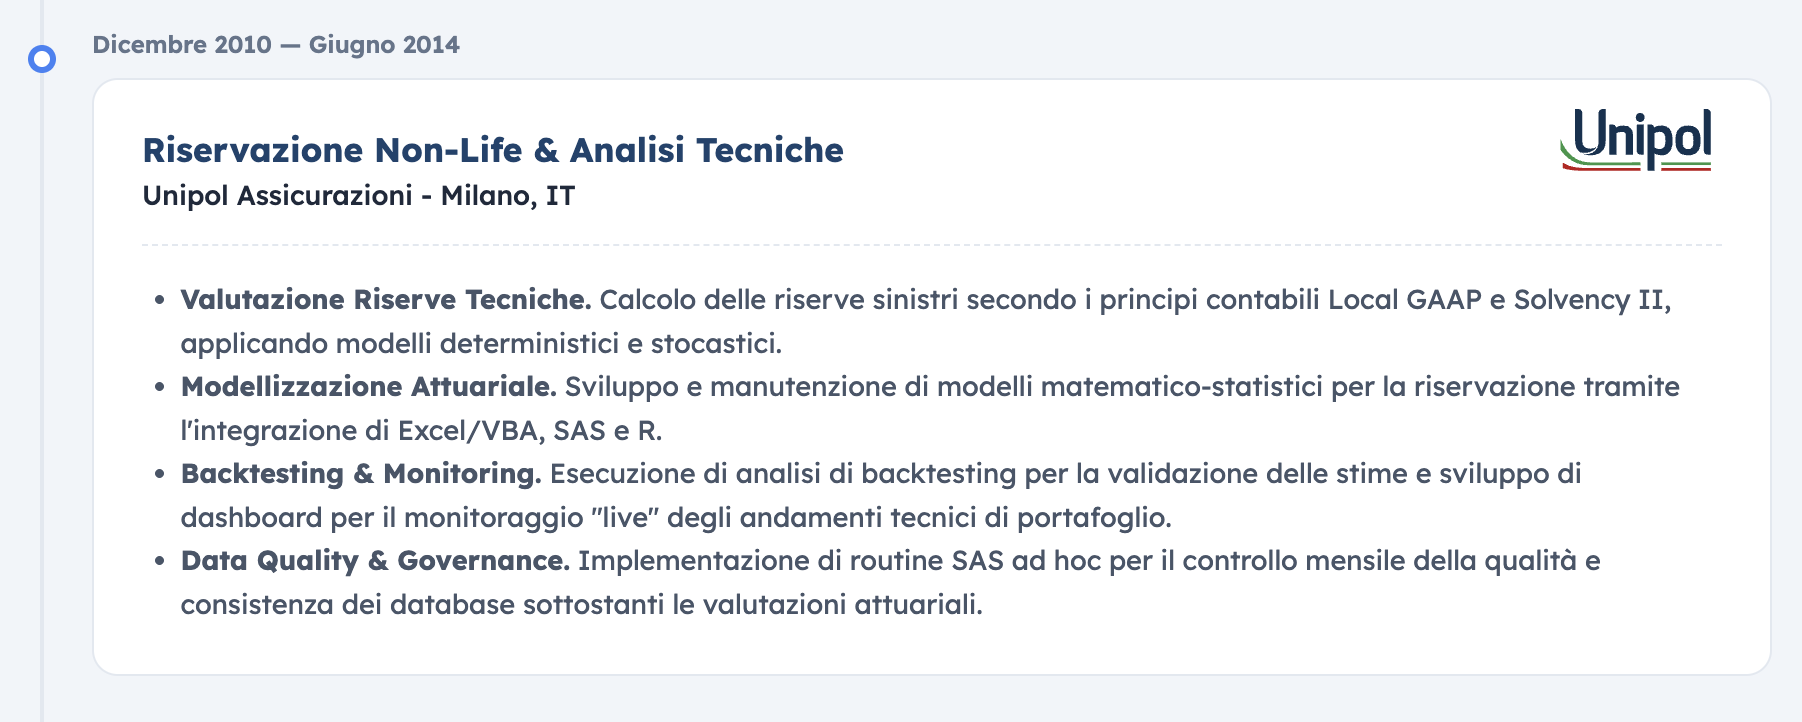 Dicembre 2010 — Giugno 2014
Riservazione Non-Life & Analisi Tecniche
Unipol
Unipol Assicurazioni - Milano, IT
• Valutazione Riserve Tecniche. Calcolo delle riserve sinistri secondo i principi contabili Local GAAP e Solvency II,
applicando modelli deterministici e stocastici.
• Modellizzazione Attuariale. Sviluppo e manutenzione di modelli matematico-statistici per la riservazione tramite
l'integrazione di Excel/VBA, SAS e R.
• Backtesting & Monitoring. Esecuzione di analisi di backtesting per la validazione delle stime e sviluppo di
dashboard per il monitoraggio "live" degli andamenti tecnici di portafoglio.
• Data Quality & Governance. Implementazione di routine SAS ad hoc per il controllo mensile della qualità e
consistenza dei database sottostanti le valutazioni attuariali.